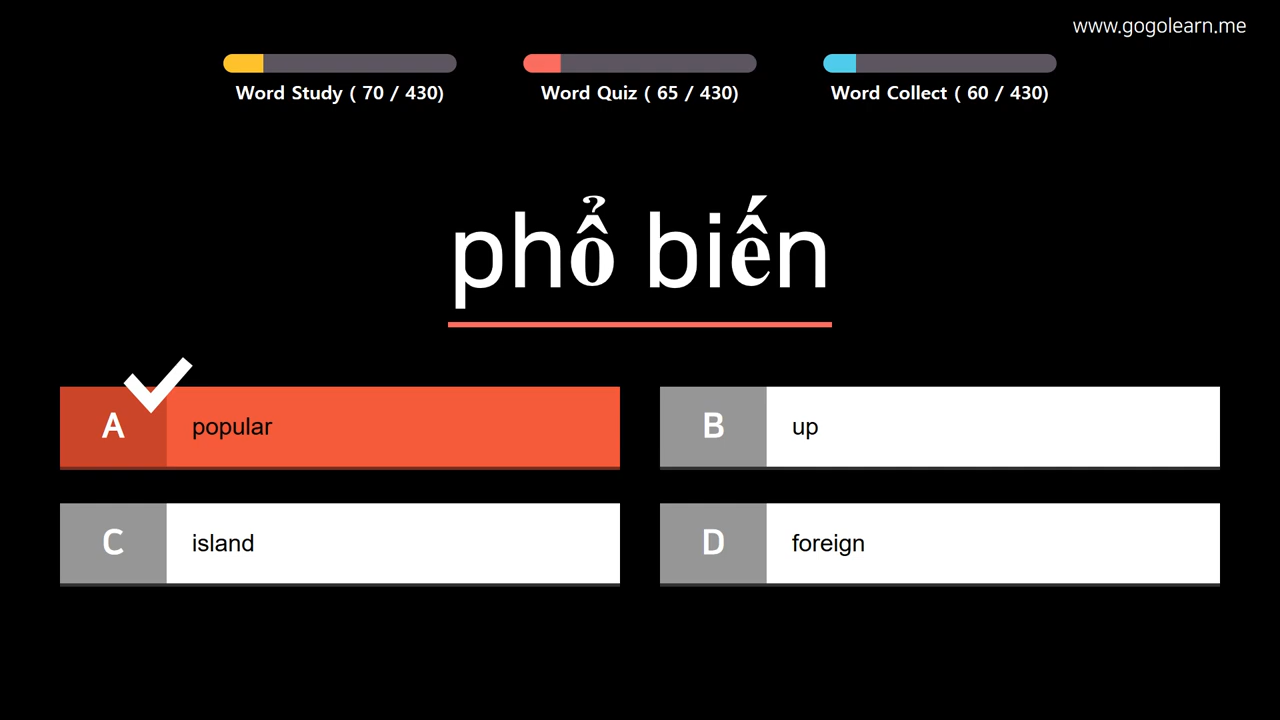 www.gogolearn.me
Word Study ( 70 / 430)
Word Quiz ( 65 / 430)
Word Collect ( 60 / 430)
phổ biến
A popular
B up
C island
D foreign